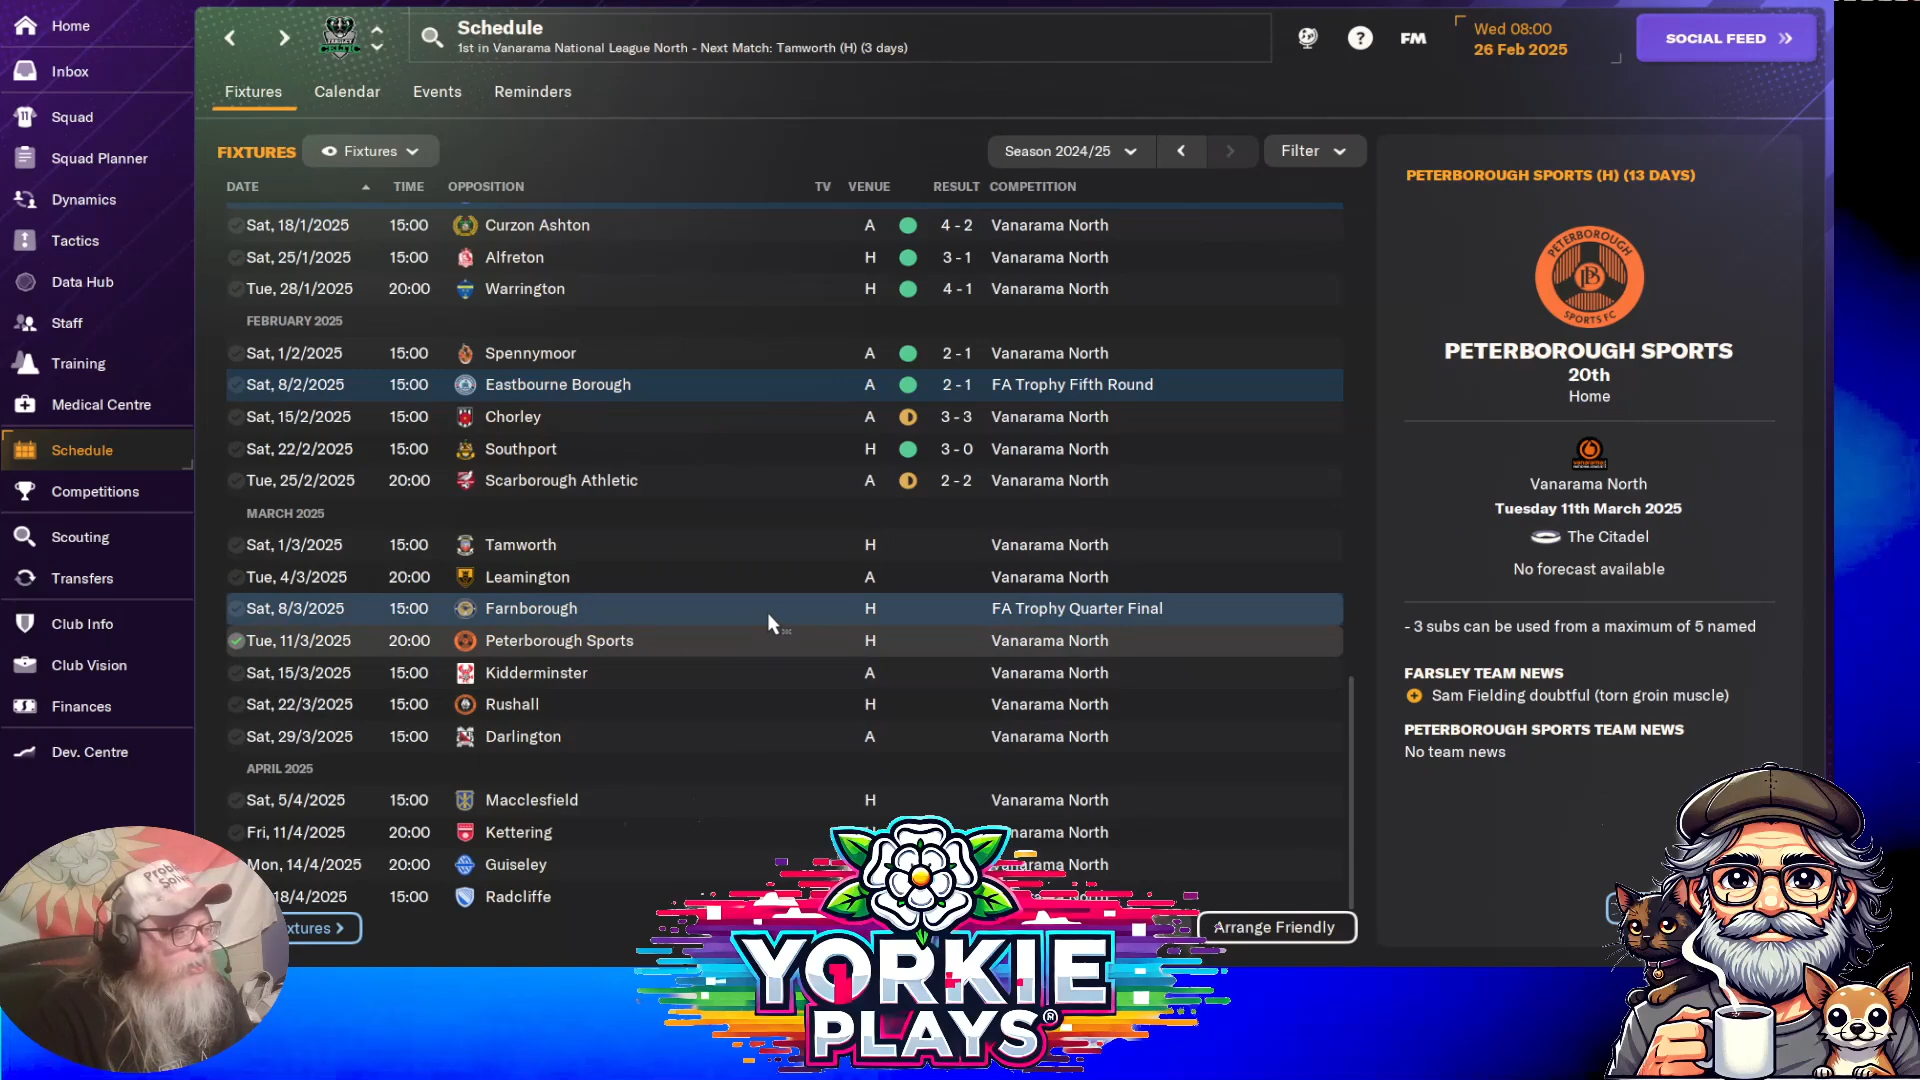 Home
Inbox
Squad
Squad Planner
Dynamics
Tactics
Data Hub
Staff
Training
Medical Centre
Schedule
Competitions
Scouting
Transfers
Club Info
Club Vision
Finances
Dev. Centre
Schedule
1st in Vanarama National League North - Next Match: Tamworth (H) (3 days)
FM
Wed 08:00
26 Feb 2025
SOCIAL FEED
Fixtures Calendar Events Reminders
FIXTURES Fixtures Season 2024/25 Filter
DATE TIME OPPOSITION TV VENUE RESULT COMPETITION
Sat, 18/1/2025 15:00 Curzon Ashton A 4 - 2 Vanarama North
Sat, 25/1/2025 15:00 Alfreton H 3 - 1 Vanarama North
Tue, 28/1/2025 20:00 Warrington H 4 - 1 Vanarama North
FEBRUARY 2025
Sat, 1/2/2025 15:00 Spennymoor A 2 - 1 Vanarama North
Sat, 8/2/2025 15:00 Eastbourne Borough A 2 - 1 FA Trophy Fifth Round
Sat, 15/2/2025 15:00 Chorley A 3 - 3 Vanarama North
Sat, 22/2/2025 15:00 Southport H 3 - 0 Vanarama North
Tue, 25/2/2025 20:00 Scarborough Athletic A 2 - 2 Vanarama North
MARCH 2025
Sat, 1/3/2025 15:00 Tamworth H Vanarama North
Tue, 4/3/2025 20:00 Leamington A Vanarama North
Sat, 8/3/2025 15:00 Farnborough H FA Trophy Quarter Final
Tue, 11/3/2025 20:00 Peterborough Sports H Vanarama North
Sat, 15/3/2025 15:00 Kidderminster A Vanarama North
Sat, 22/3/2025 15:00 Rushall H Vanarama North
Sat, 29/3/2025 15:00 Darlington A Vanarama North
APRIL 2025
Sat, 5/4/2025 15:00 Macclesfield H Vanarama North
Fri, 11/4/2025 20:00 Kettering anarama North
Mon, 14/4/2025 20:00 Guiseley anarama North
18/4/2025 15:00 Radcliffe Vanarama North
xtures
Arrange Friendly
PETERBOROUGH SPORTS (H) (13 DAYS)
PETERBOROUGH
SPORTS FC
PETERBOROUGH SPORTS
20th
Home
Vanarama North
Tuesday 11th March 2025
The Citadel
No forecast available
- 3 subs can be used from a maximum of 5 named
FARSLEY TEAM NEWS
Sam Fielding doubtful (torn groin muscle)
PETERBOROUGH SPORTS TEAM NEWS
No team news
YORKIE
PLAYS